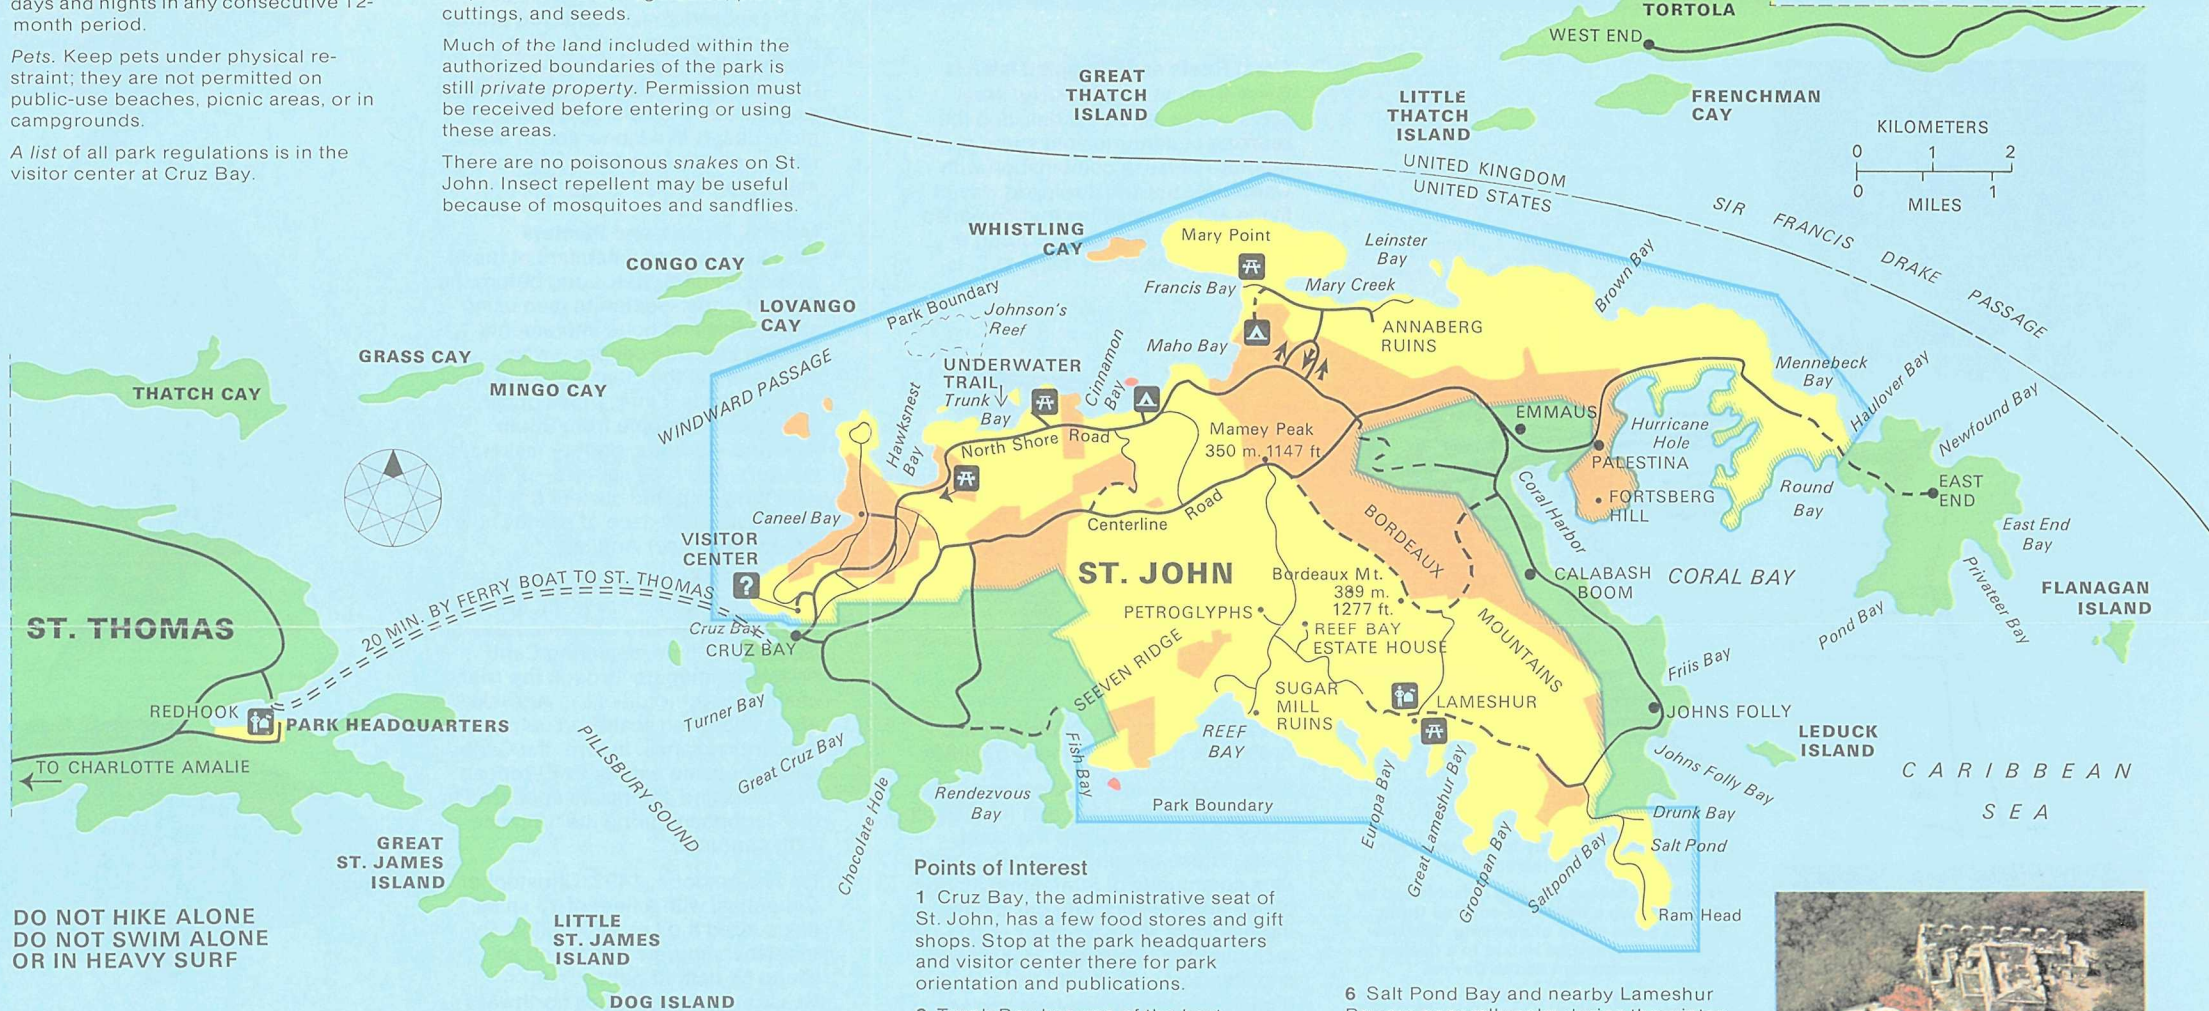 days and nights in any consecutive 12-
month period.
Pets. Keep pets under physical re-
straint; they are not permitted on
public-use beaches, picnic areas, or in
campgrounds.
A list of all park regulations is in the
visitor center at Cruz Bay.
cuttings, and seeds.
Much of the land included within the
authorized boundaries of the park is
still private property. Permission must
be received before entering or using
these areas.
There are no poisonous snakes on St.
John. Insect repellent may be useful
because of mosquitoes and sandflies.
TORTOLA
WEST END
GREAT
THATCH
ISLAND
LITTLE
THATCH
ISLAND
FRENCHMAN
CAY
KILOMETERS
0 1 2
0 1
MILES
UNITED KINGDOM
UNITED STATES
SIR FRANCIS DRAKE PASSAGE
WHISTLING
CAY
Mary Point
Leinster
Bay
Brown Bay
CONGO CAY
LOVANGO
CAY
GRASS CAY
MINGO CAY
THATCH CAY
Park Boundary
Johnson's
Reef
Francis Bay
Mary Creek
ANNABERG
RUINS
Maho Bay
WINDWARD PASSAGE
UNDERWATER
TRAIL
Trunk
Bay
Cinnamon
Bay
Hawksnest
Bay
North Shore Road
Mamey Peak
350 m. 1147 ft.
EMMAUS
Hurricane
Hole
PALESTINA
FORTSBERG
HILL
Mennebeck
Bay
Haulover Bay
Newfound Bay
Round
Bay
EAST
END
East End
Bay
Privateer Bay
Pond Bay
FLANAGAN
ISLAND
Caneel Bay
Centerline Road
BORDEAUX
MOUNTAINS
Coral Harbor
CALABASH
BOOM
CORAL BAY
VISITOR
CENTER
?
20 MIN. BY FERRY BOAT TO ST. THOMAS
ST. THOMAS
Cruz Bay
CRUZ BAY
ST. JOHN
Bordeaux Mt.
389 m.
1277 ft.
PETROGLYPHS
REEF BAY
ESTATE HOUSE
SEEVEN RIDGE
SUGAR
MILL
RUINS
LAMESHUR
REEF
BAY
Friis Bay
JOHNS FOLLY
LEDUCK
ISLAND
Johns Folly Bay
CARIBBEAN
SEA
REDHOOK
PARK HEADQUARTERS
TO CHARLOTTE AMALIE
PILLSBURY SOUND
Turner Bay
Great Cruz Bay
Chocolate Hole
Rendezvous
Bay
Fish Bay
Park Boundary
Europa Bay
Great Lameshur Bay
Grootpan Bay
Saltpond Bay
Drunk Bay
Salt Pond
Ram Head
GREAT
ST. JAMES
ISLAND
LITTLE
ST. JAMES
ISLAND
DOG ISLAND
DO NOT HIKE ALONE
DO NOT SWIM ALONE
OR IN HEAVY SURF
Points of Interest
1 Cruz Bay, the administrative seat of
St. John, has a few food stores and gift
shops. Stop at the park headquarters
and visitor center there for park
orientation and publications.
6 Salt Pond Bay and nearby Lameshur